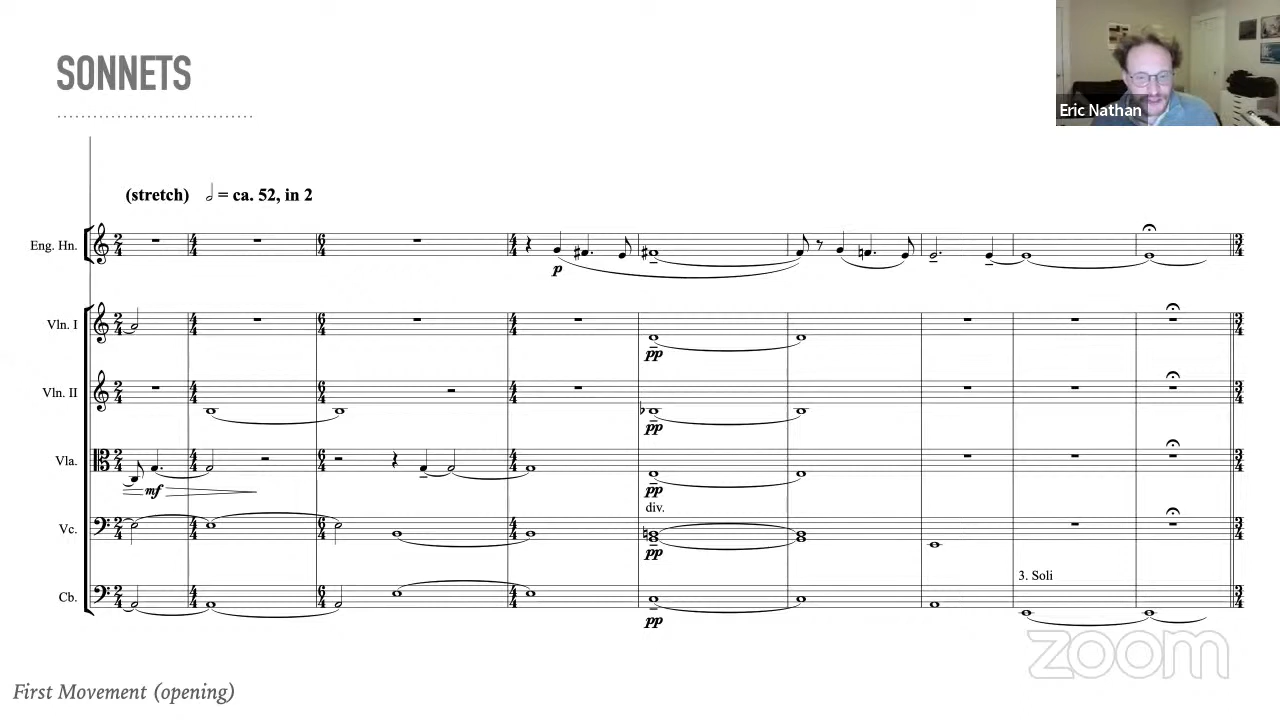 SONNETS
Eric Nathan
(stretch) = ca. 52, in 2
Eng. Hn.
p
Vln. I
pp
Vln. II
pp
Vla.
mf
pp
div.
Vc.
pp
3. Soli
Cb.
pp
zoom
First Movement (opening)